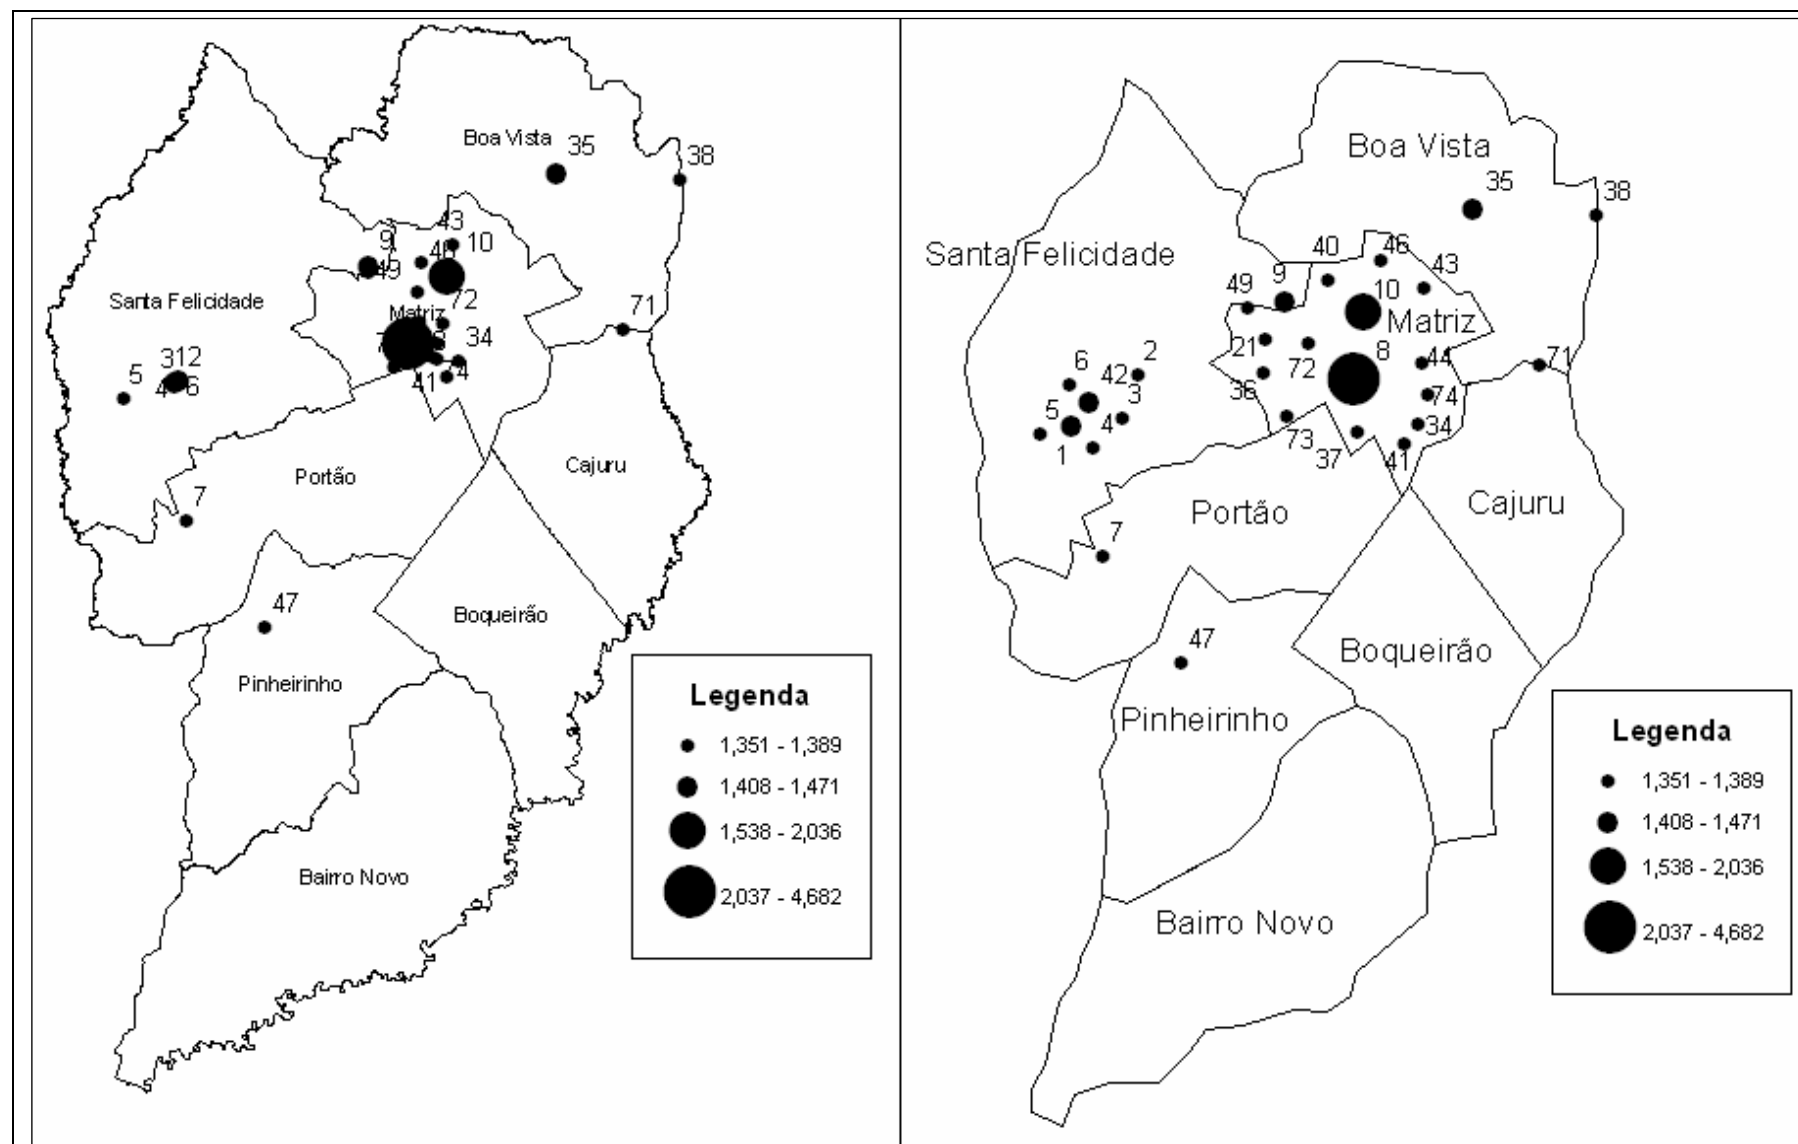 Boa Vista
35
38
43
10
9
46
49
72
Matriz
71
Santa Felicidade
34
312
5
4
6
41
4
Portão
Cajuru
7
47
Boqueirão
Pinheirinho
Bairro Novo
Legenda
1,351 - 1,389
1,408 - 1,471
1,538 - 2,036
2,037 - 4,682
Boa Vista
35
38
Santa Felicidade
40
46
9
43
49
10
Matriz
21
72
8
44
71
6
42
2
36
3
74
5
4
34
1
73
37
41
Portão
Cajuru
7
47
Boqueirão
Pinheirinho
Bairro Novo
Legenda
1,351 - 1,389
1,408 - 1,471
1,538 - 2,036
2,037 - 4,682